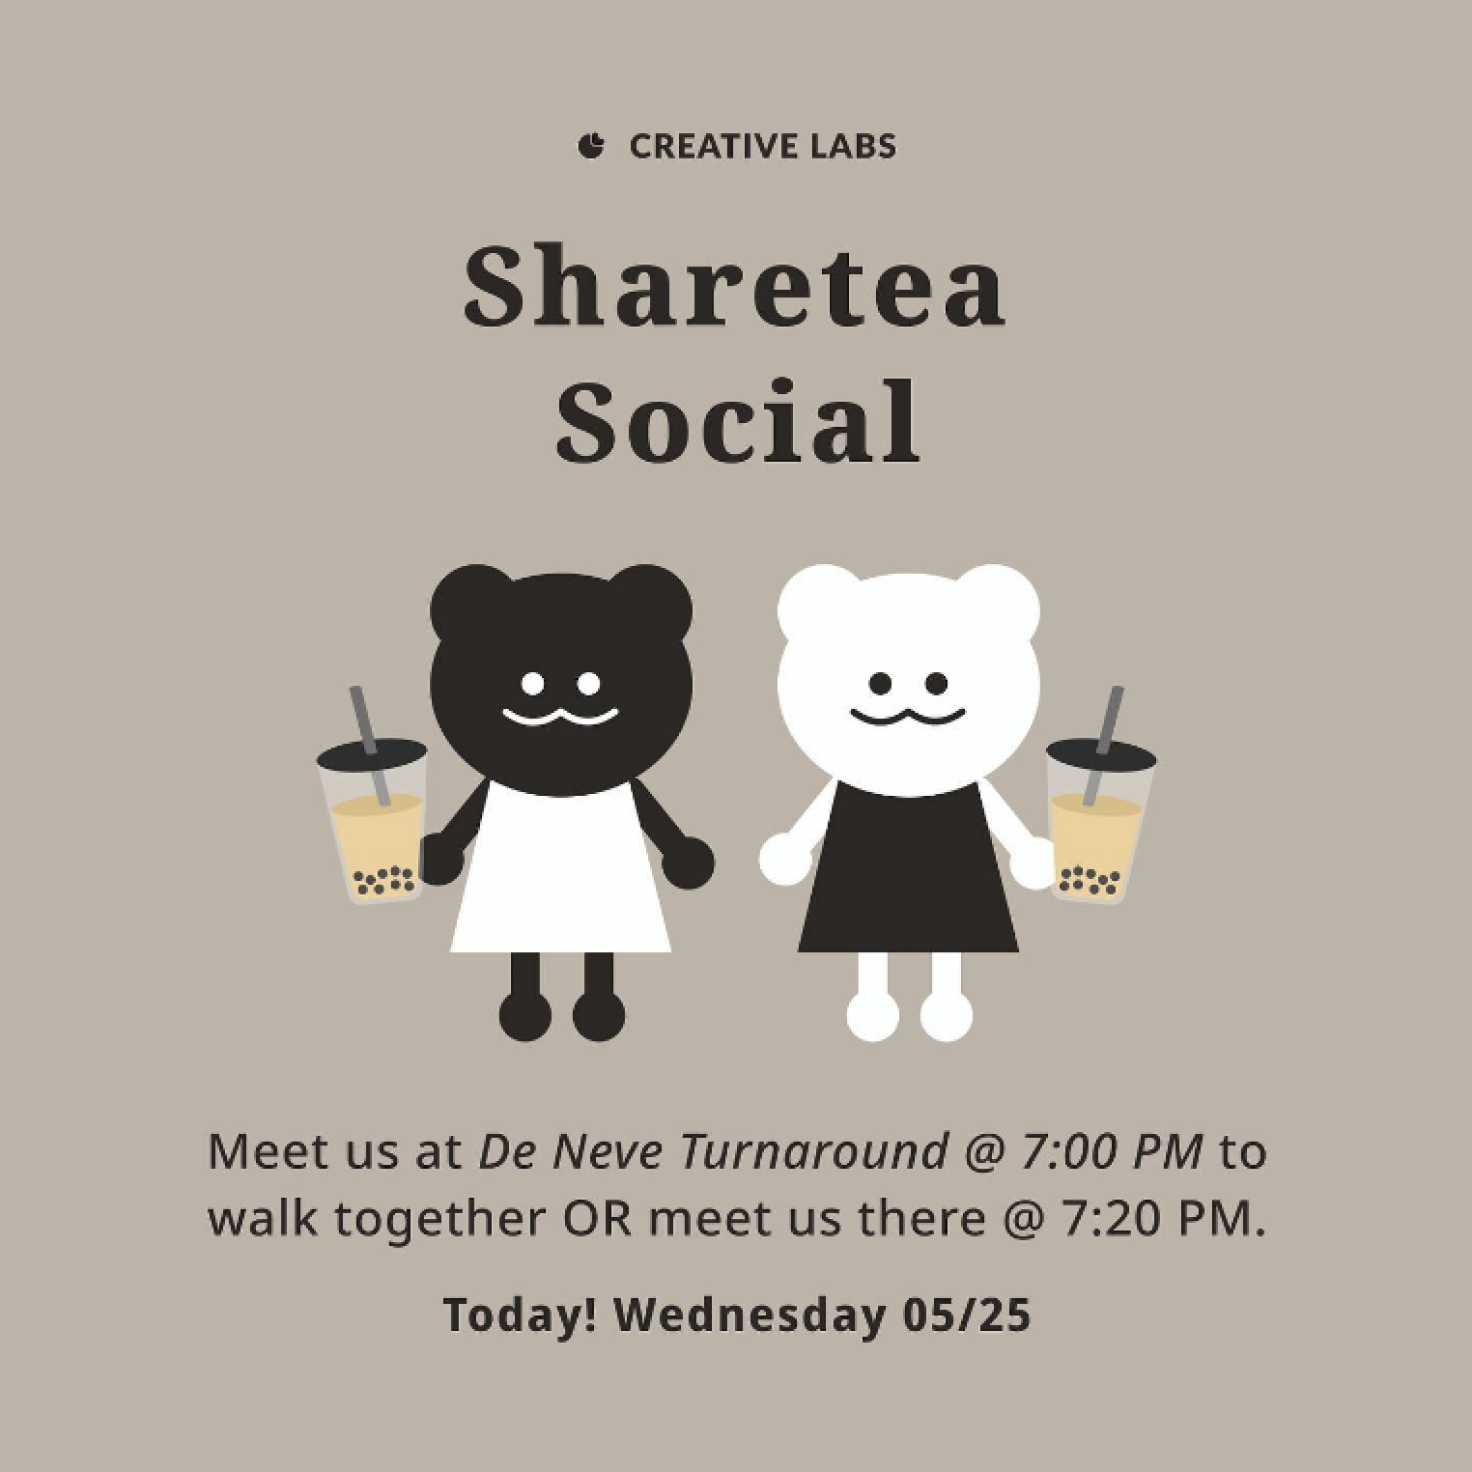 CREATIVE LABS
Sharetea
Social
Meet us at De Neve Turnaround @ 7:00 PM to
walk together OR meet us there @ 7:20 PM.
Today! Wednesday 05/25